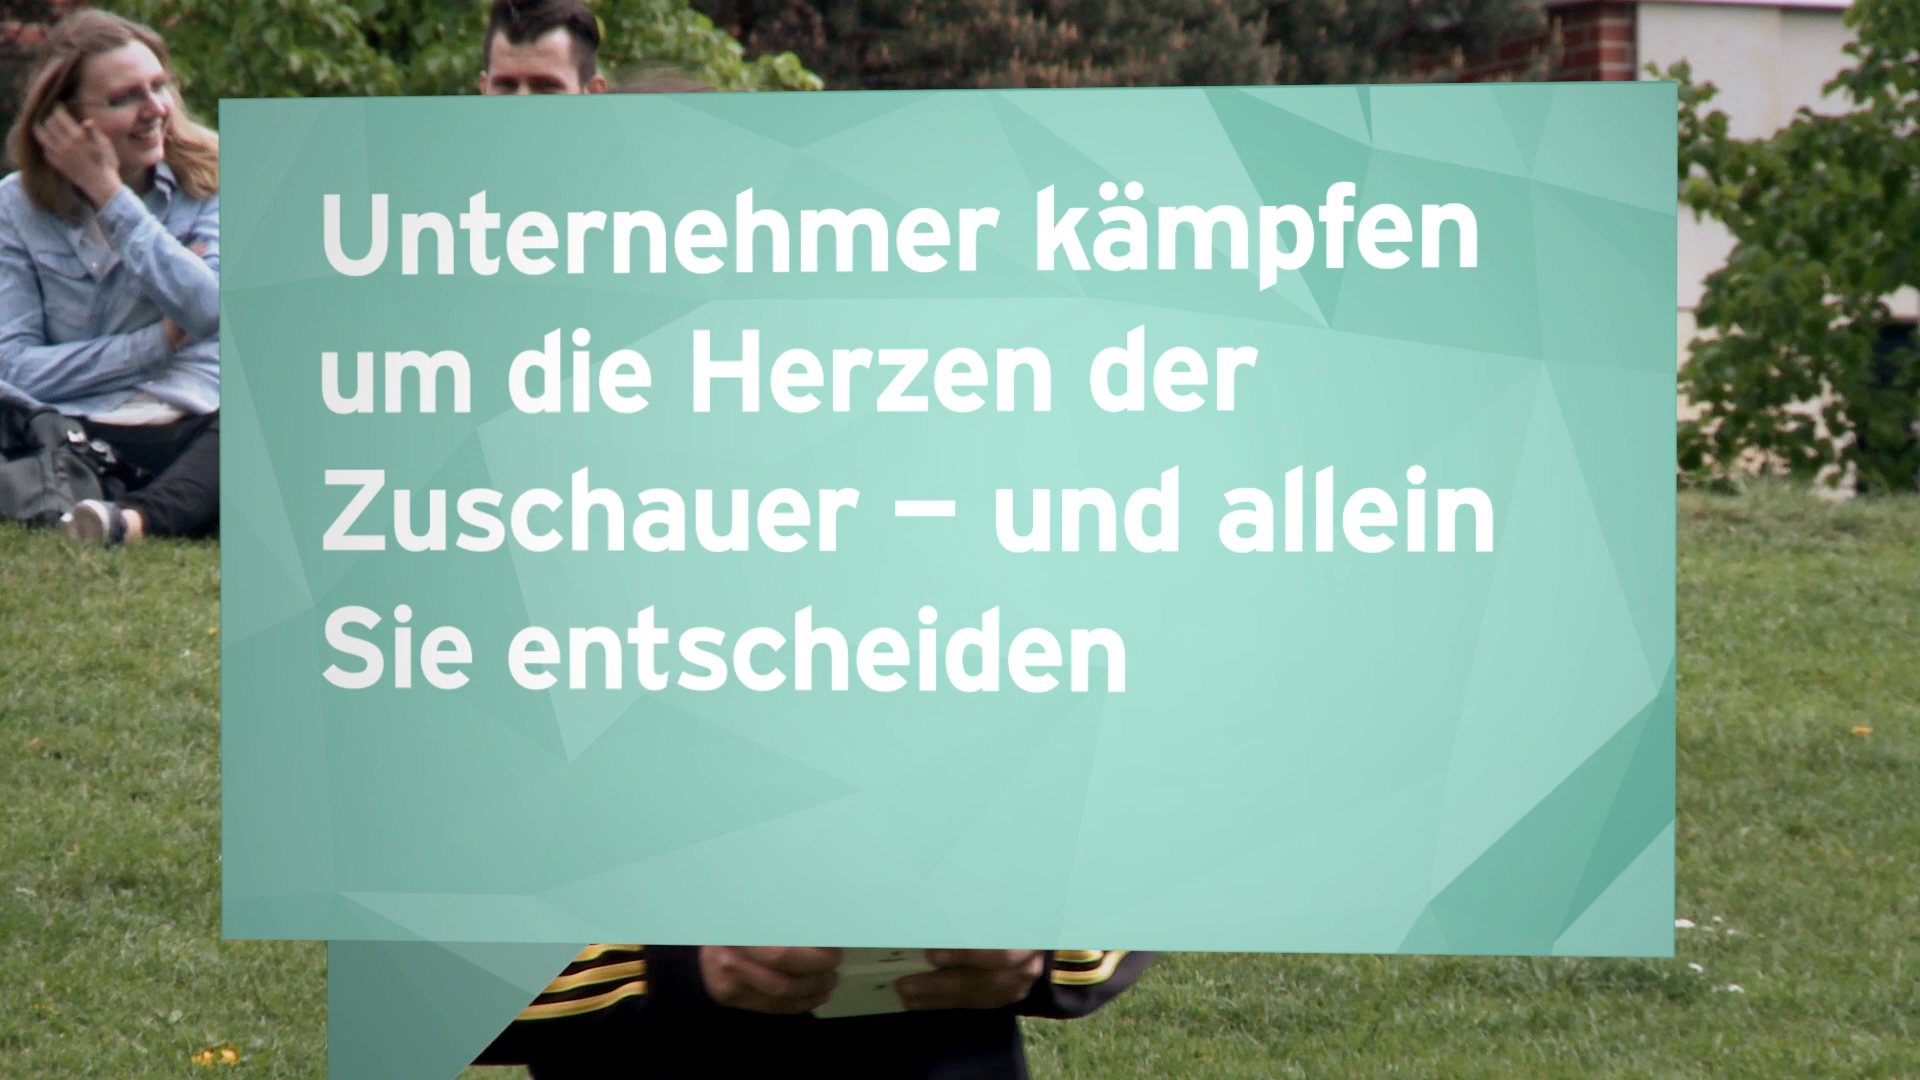 Unternehmer kämpfen
um die Herzen der
Zuschauer – und allein
Sie entscheiden